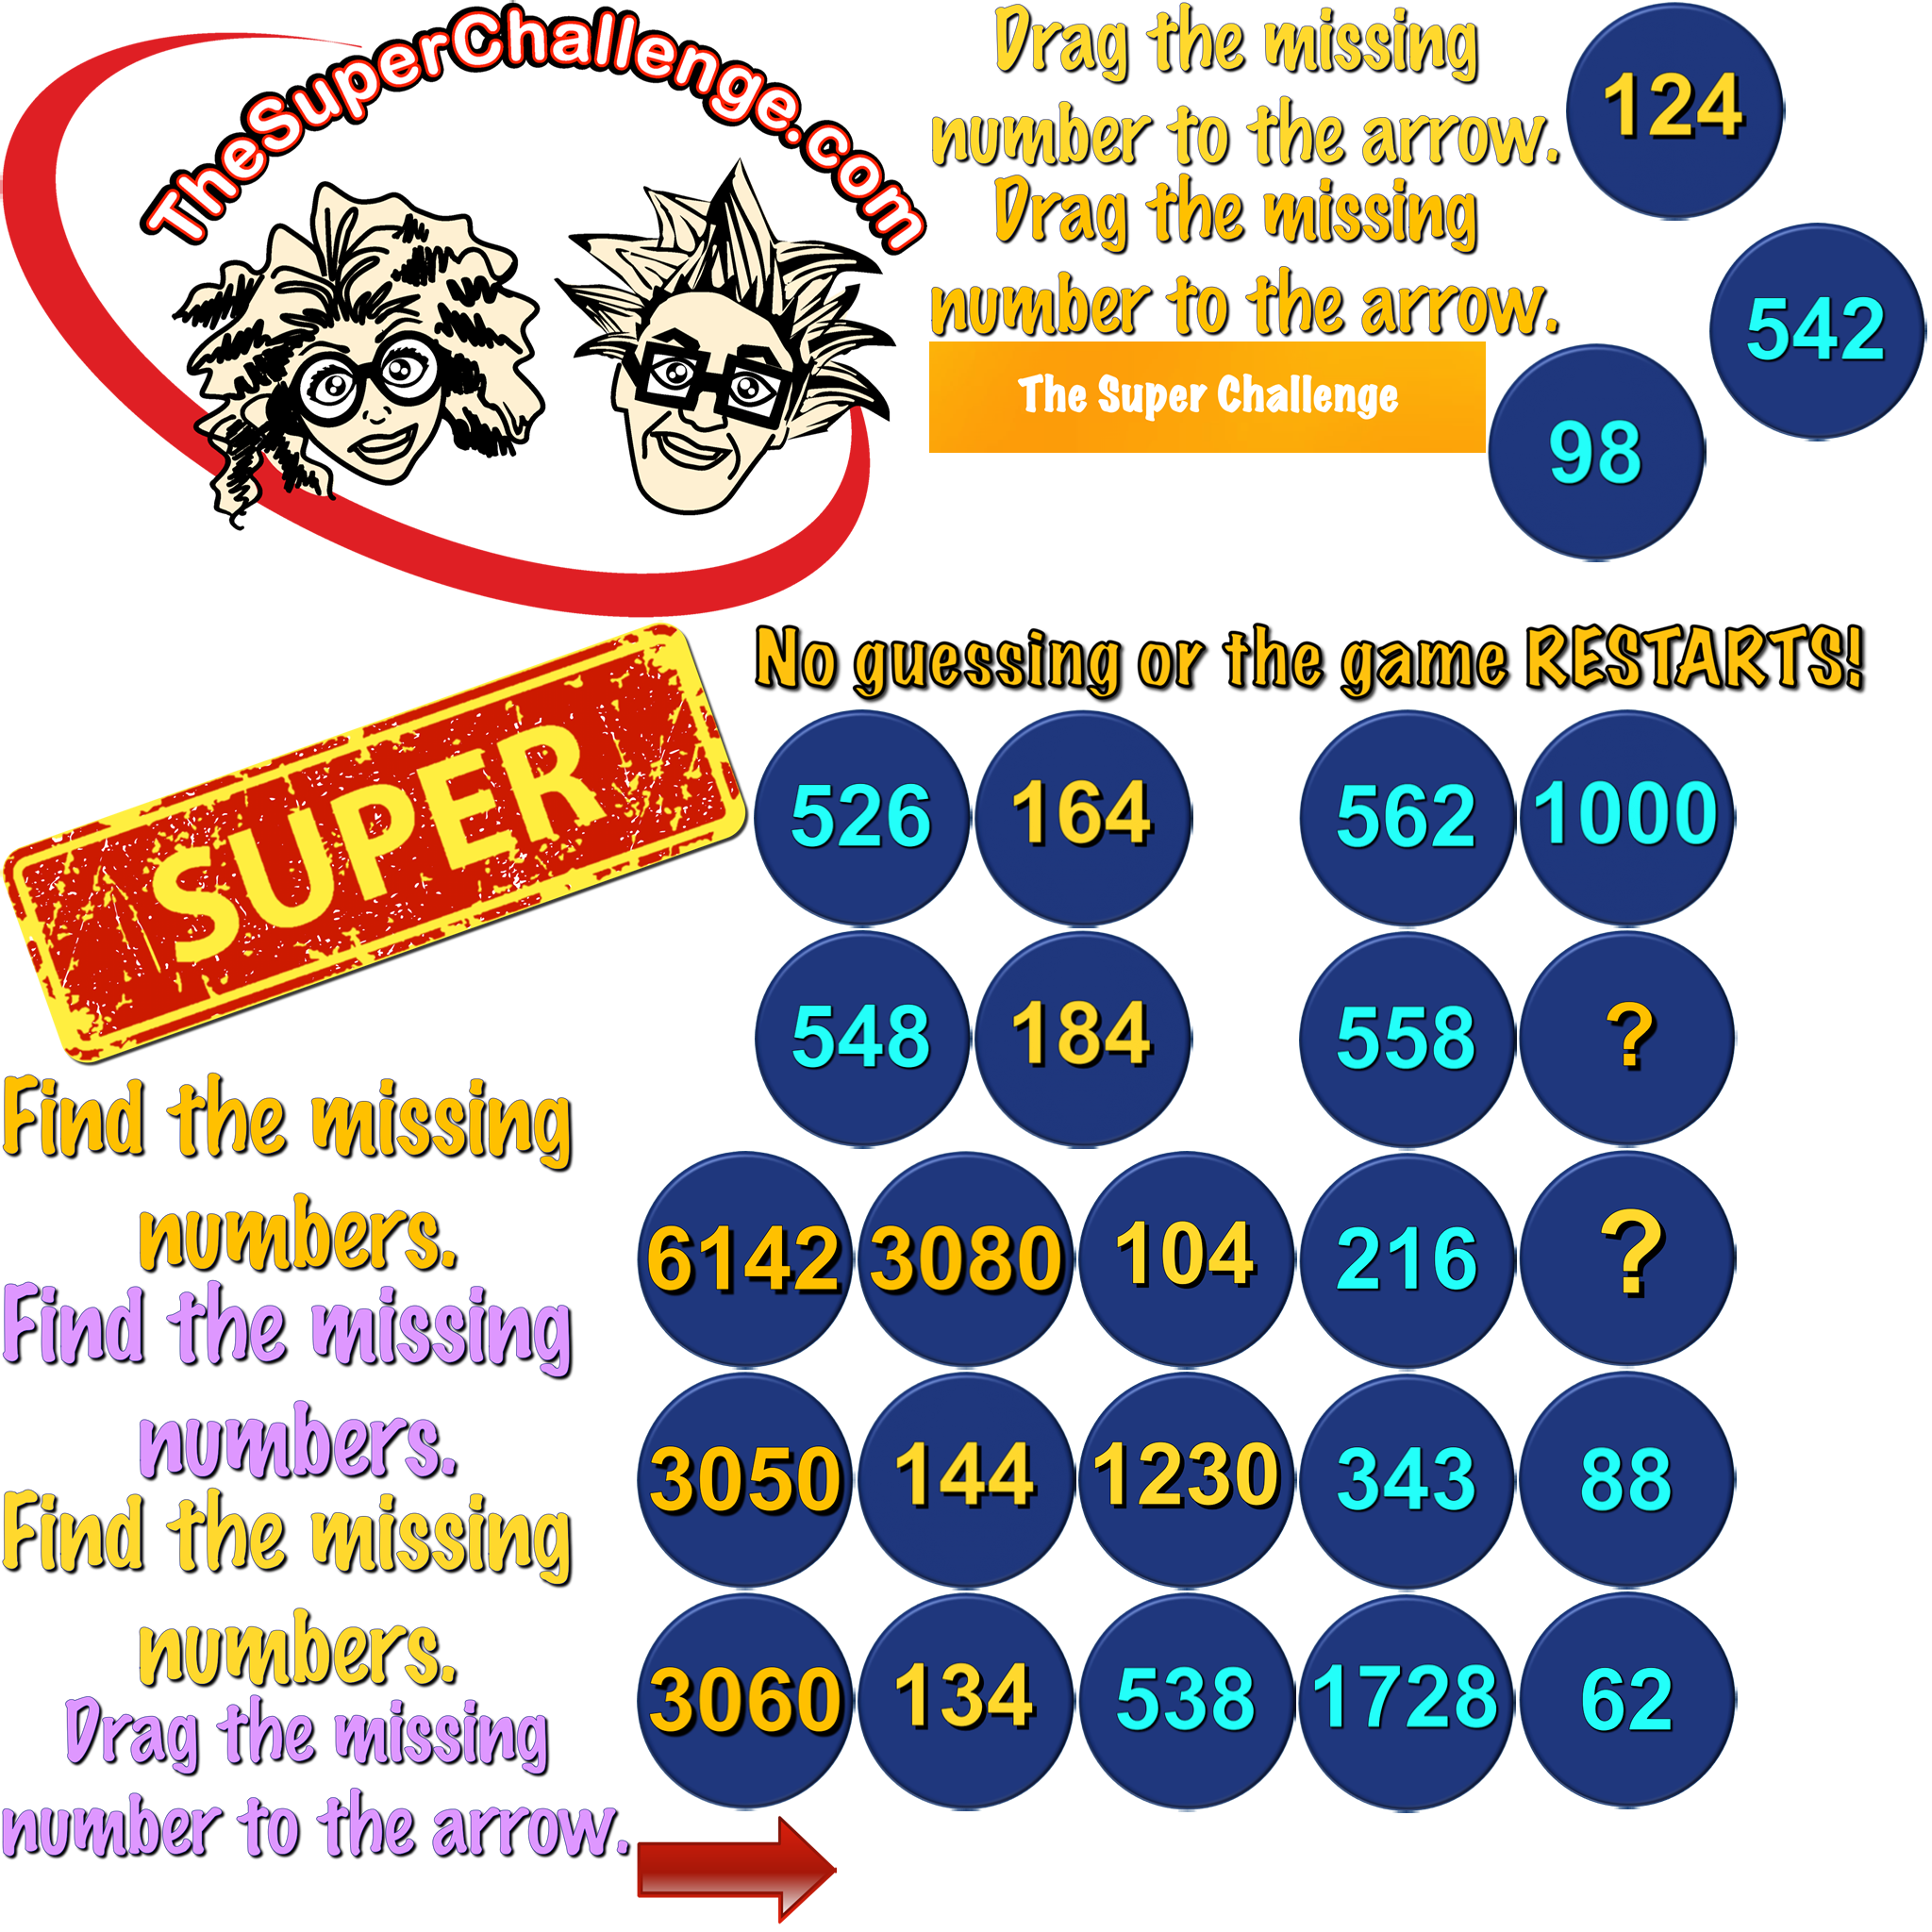 TheSuperChallenge.com
Drag the missing
number to the arrow.
Drag the missing
number to the arrow.
The Super Challenge
124
542
98
No guessing or the game RESTARTS!
SUPER
526 164 562 1000
548 184 558 ?
6142 3080 104 216 ?
3050 144 1230 343 88
3060 134 538 1728 62
Find the missing
numbers.
Find the missing
numbers.
Find the missing
numbers.
Drag the missing
number to the arrow.